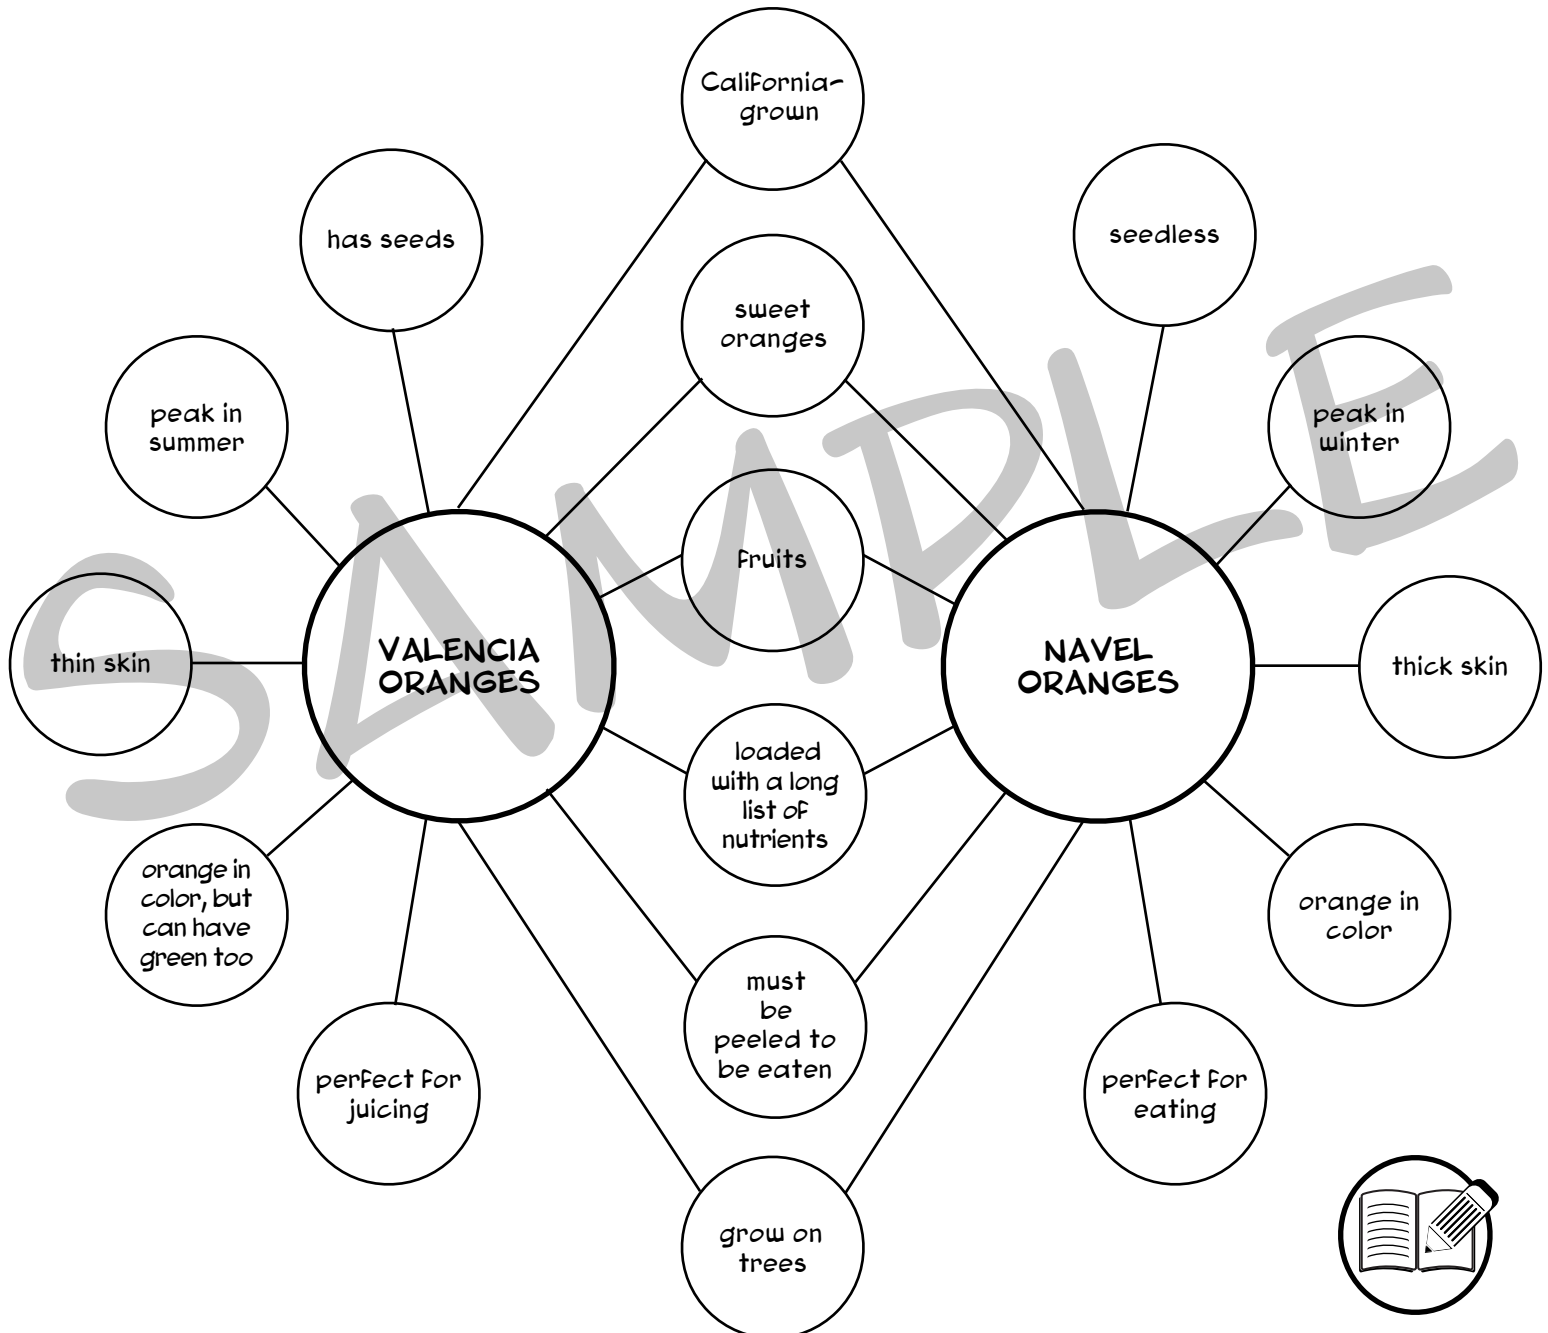 California-
grown
has seeds
seedless
sweet
oranges
peak in
summer
peak in
winter
fruits
thin skin
VALENCIA
ORANGES
NAVEL
ORANGES
thick skin
loaded
with a long
list of
nutrients
orange in
color, but
can have
green too
orange in
color
must
be
peeled to
be eaten
perfect for
juicing
perfect for
eating
grow on
trees
SAMPLE